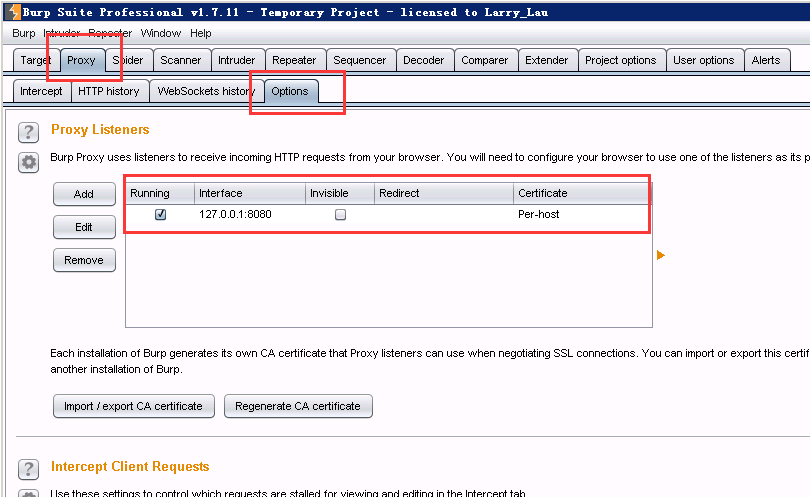 Burp Suite Professional v1.7.11 - Temporary Project - licensed to Larry_Lau
Burp Intruder Repeater Window Help
Target Proxy Spider Scanner Intruder Repeater Sequencer Decoder Comparer Extender Project options User options Alerts
Intercept HTTP history WebSockets history Options
? Proxy Listeners
Burp Proxy uses listeners to receive incoming HTTP requests from your browser. You will need to configure your browser to use one of the listeners as its p
Add
Running Interface Invisible Redirect Certificate
127.0.0.1:8080 Per-host
Edit
Remove
Each installation of Burp generates its own CA certificate that Proxy listeners can use when negotiating SSL connections. You can import or export this certif
another installation of Burp.
Import / export CA certificate Regenerate CA certificate
? Intercept Client Requests
Use these settings to control which requests are stalled for viewing and editing in the Intercept tab.